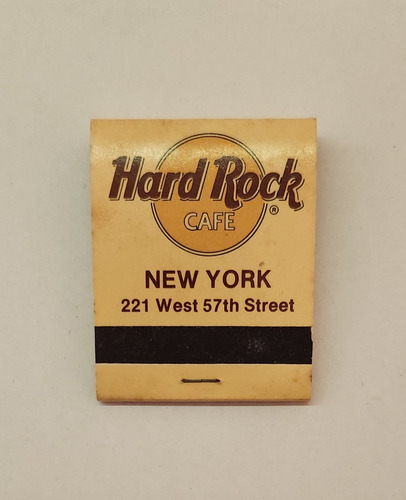 Hard Rock
CAFE
®
NEW YORK
221 West 57th Street